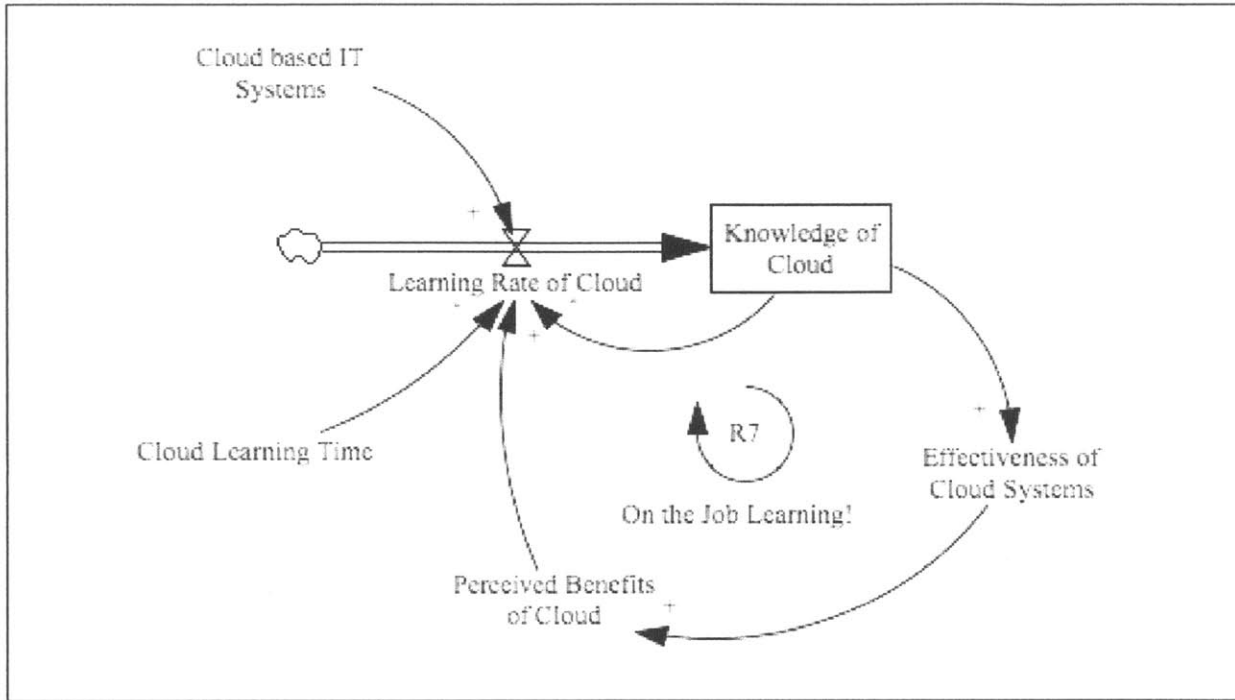 Cloud based IT
Systems
+
Knowledge of
Cloud
Learning Rate of Cloud
-
-
+
R7
+
Cloud Learning Time
Effectiveness of
Cloud Systems
On the Job Learning!
Perceived Benefits
of Cloud
+